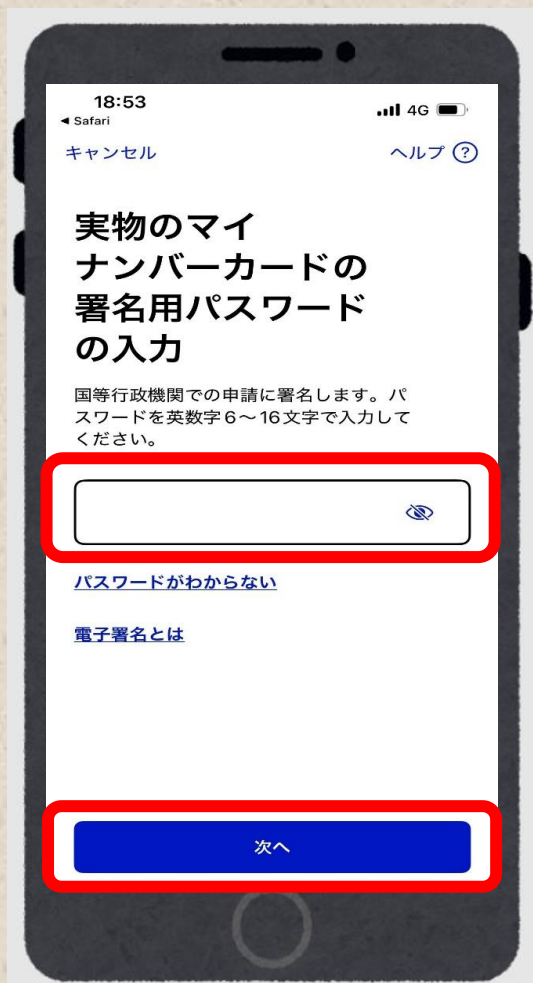 18:53
4G
◀ Safari
キャンセル
ヘルプ ?
実物のマイ
ナンバーカードの
署名用パスワード
の入力
国等行政機関での申請に署名します。パ
スワードを英数字6〜16文字で入力して
ください。
パスワードがわからない
電子署名とは
次へ